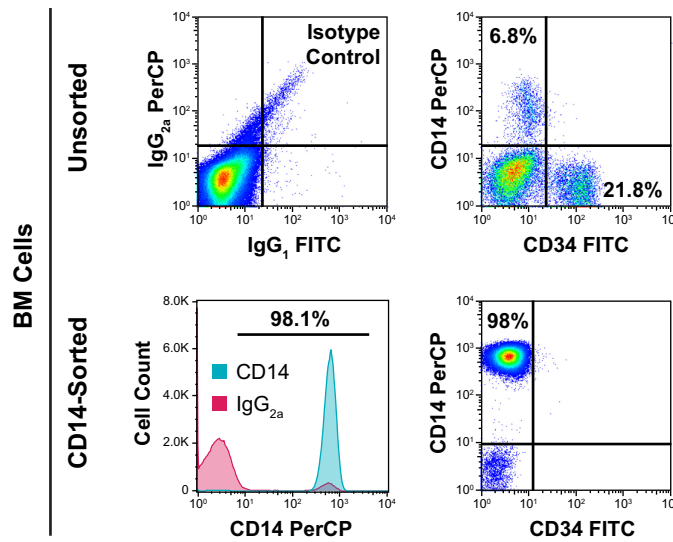 BM Cells
Unsorted
CD14-Sorted
Isotype
Control
IgG2a PerCP
10⁴
10³
10²
10¹
10⁰
10⁰ 10¹ 10² 10³ 10⁴
IgG1 FITC
6.8%
21.8%
CD14 PerCP
10⁴
10³
10²
10¹
10⁰
10⁰ 10¹ 10² 10³ 10⁴
CD34 FITC
98.1%
CD14
IgG2a
Cell Count
8.0K
6.0K
4.0K
2.0K
0
10⁰ 10¹ 10² 10³ 10⁴
CD14 PerCP
98%
CD14 PerCP
10⁴
10³
10²
10¹
10⁰
10⁰ 10¹ 10² 10³ 10⁴
CD34 FITC